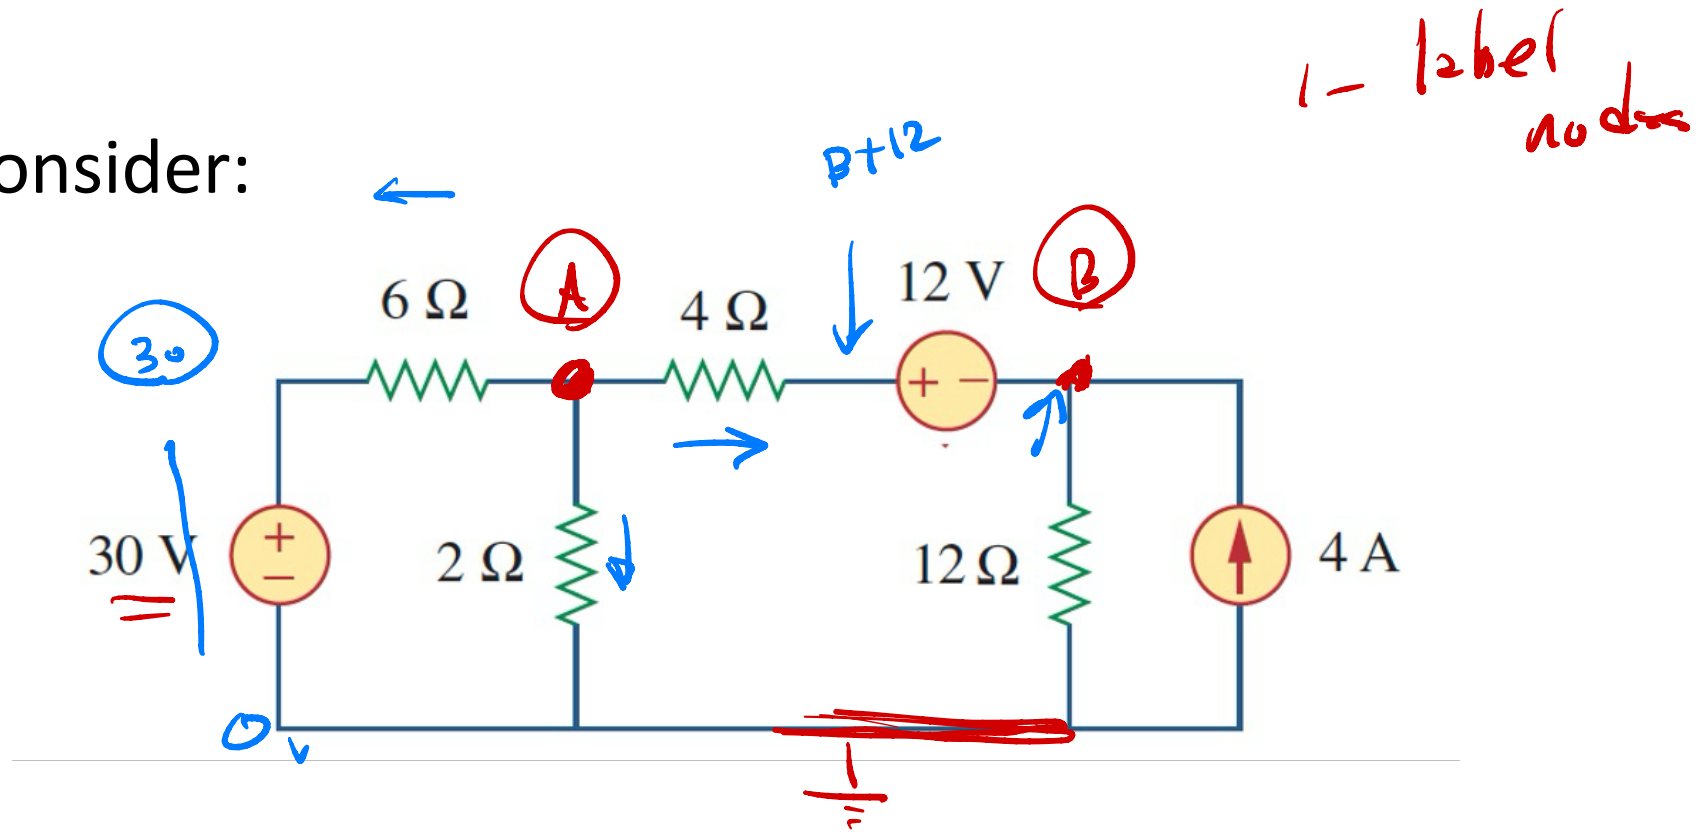 1- label
nodes
onsider:
B+12
12 V
B
6 Ω
A
4 Ω
30
+ −
30 V
+
−
2 Ω
12 Ω
4 A
0 v